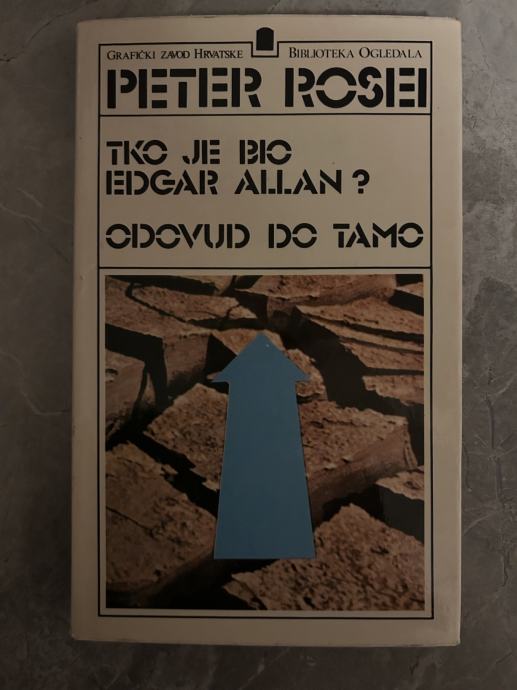 GRAFIČKI ZAVOD HRVATSKE
BIBLIOTEKA OGLEDALA
PETER ROSEI
TKO JE BIO
EDGAR ALLAN?
ODOVUD DO TAMO